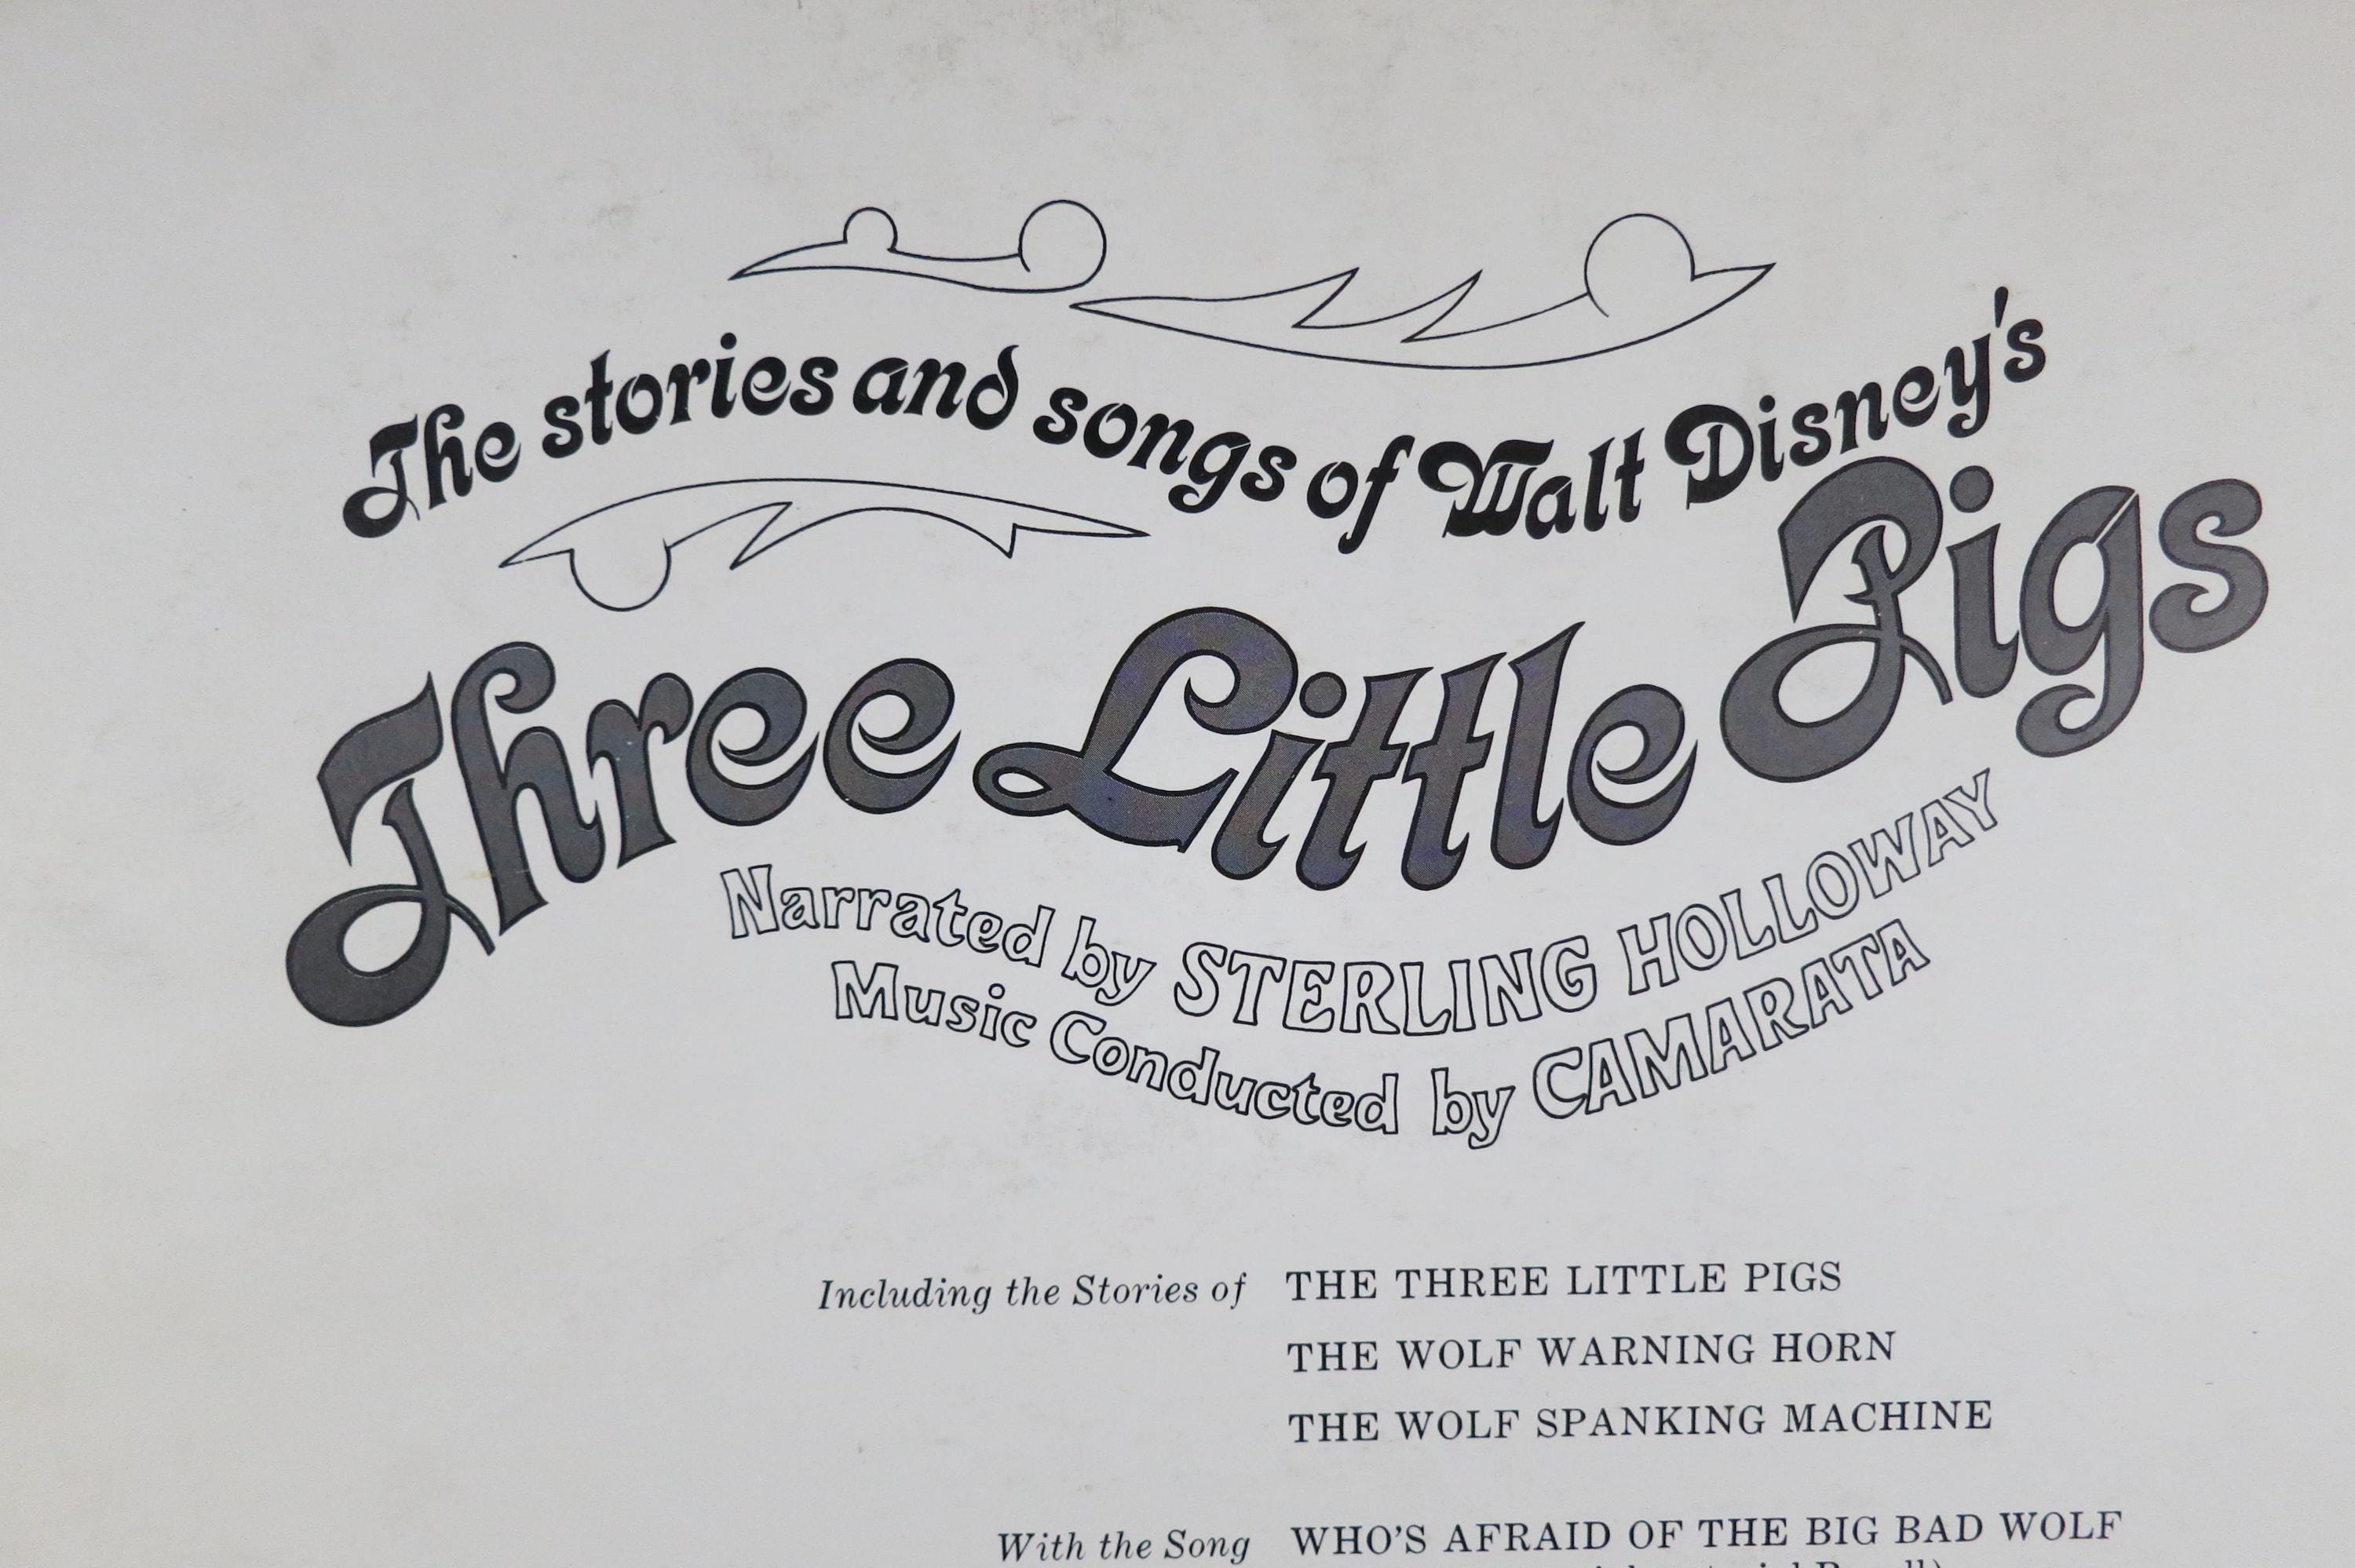 The stories and songs of Walt Disney's
Three Little Pigs
Narrated by STERLING HOLLOWAY
Music Conducted by CAMARATA
Including the Stories of THE THREE LITTLE PIGS
THE WOLF WARNING HORN
THE WOLF SPANKING MACHINE
With the Song WHO'S AFRAID OF THE BIG BAD WOLF